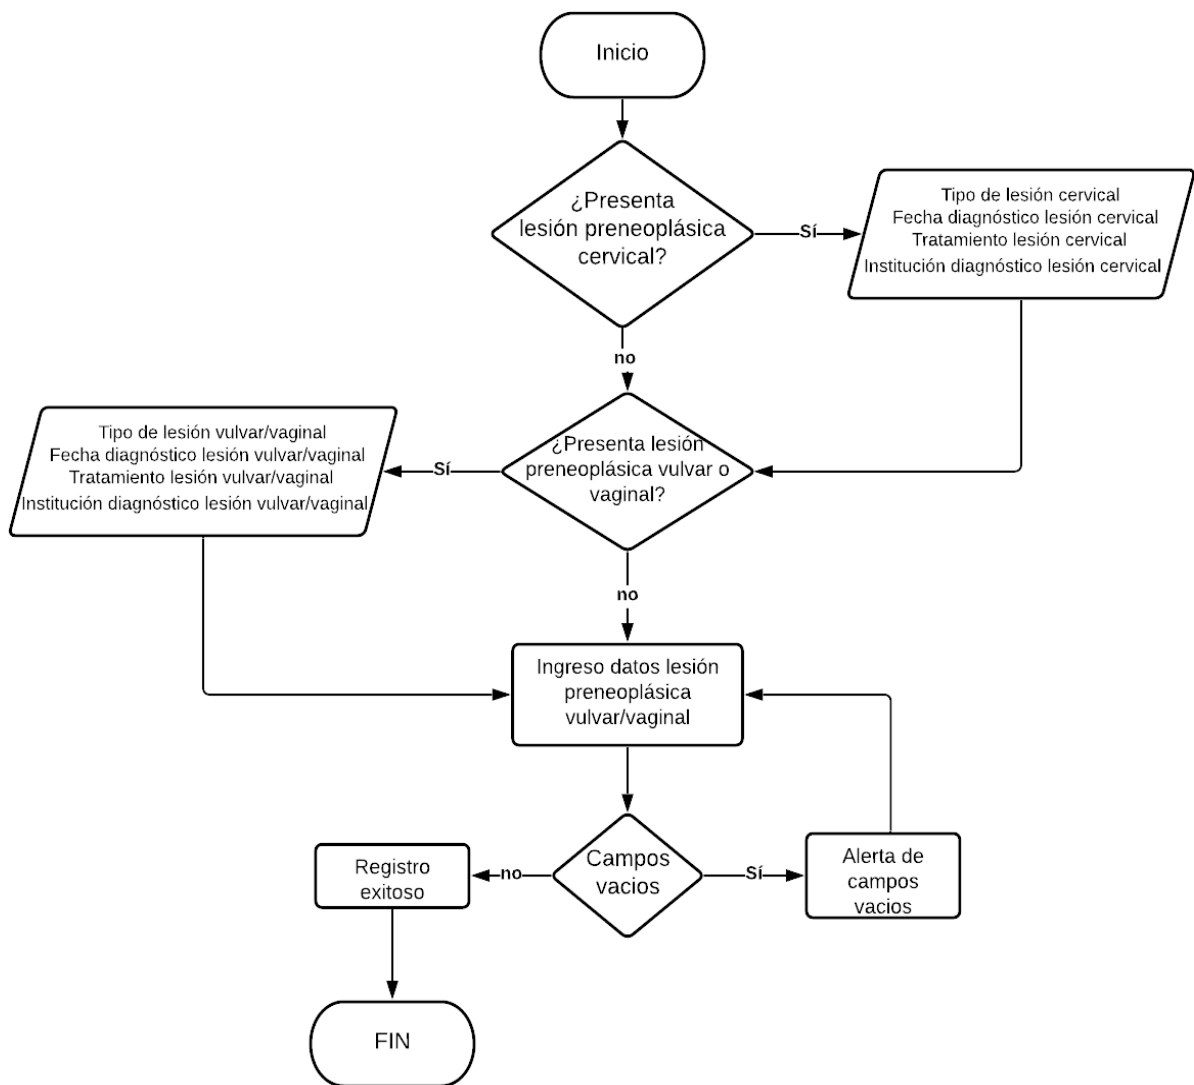 Inicio
¿Presenta
lesión preneoplásica
cervical?
Sí
Tipo de lesión cervical
Fecha diagnóstico lesión cervical
Tratamiento lesión cervical
Institución diagnóstico lesión cervical
no
¿Presenta lesión
preneoplásica vulvar o
vaginal?
Sí
Tipo de lesión vulvar/vaginal
Fecha diagnóstico lesión vulvar/vaginal
Tratamiento lesión vulvar/vaginal
Institución diagnóstico lesión vulvar/vaginal
no
Ingreso datos lesión
preneoplásica
vulvar/vaginal
Campos
vacios
Sí
Alerta de
campos
vacios
no
Registro
exitoso
FIN